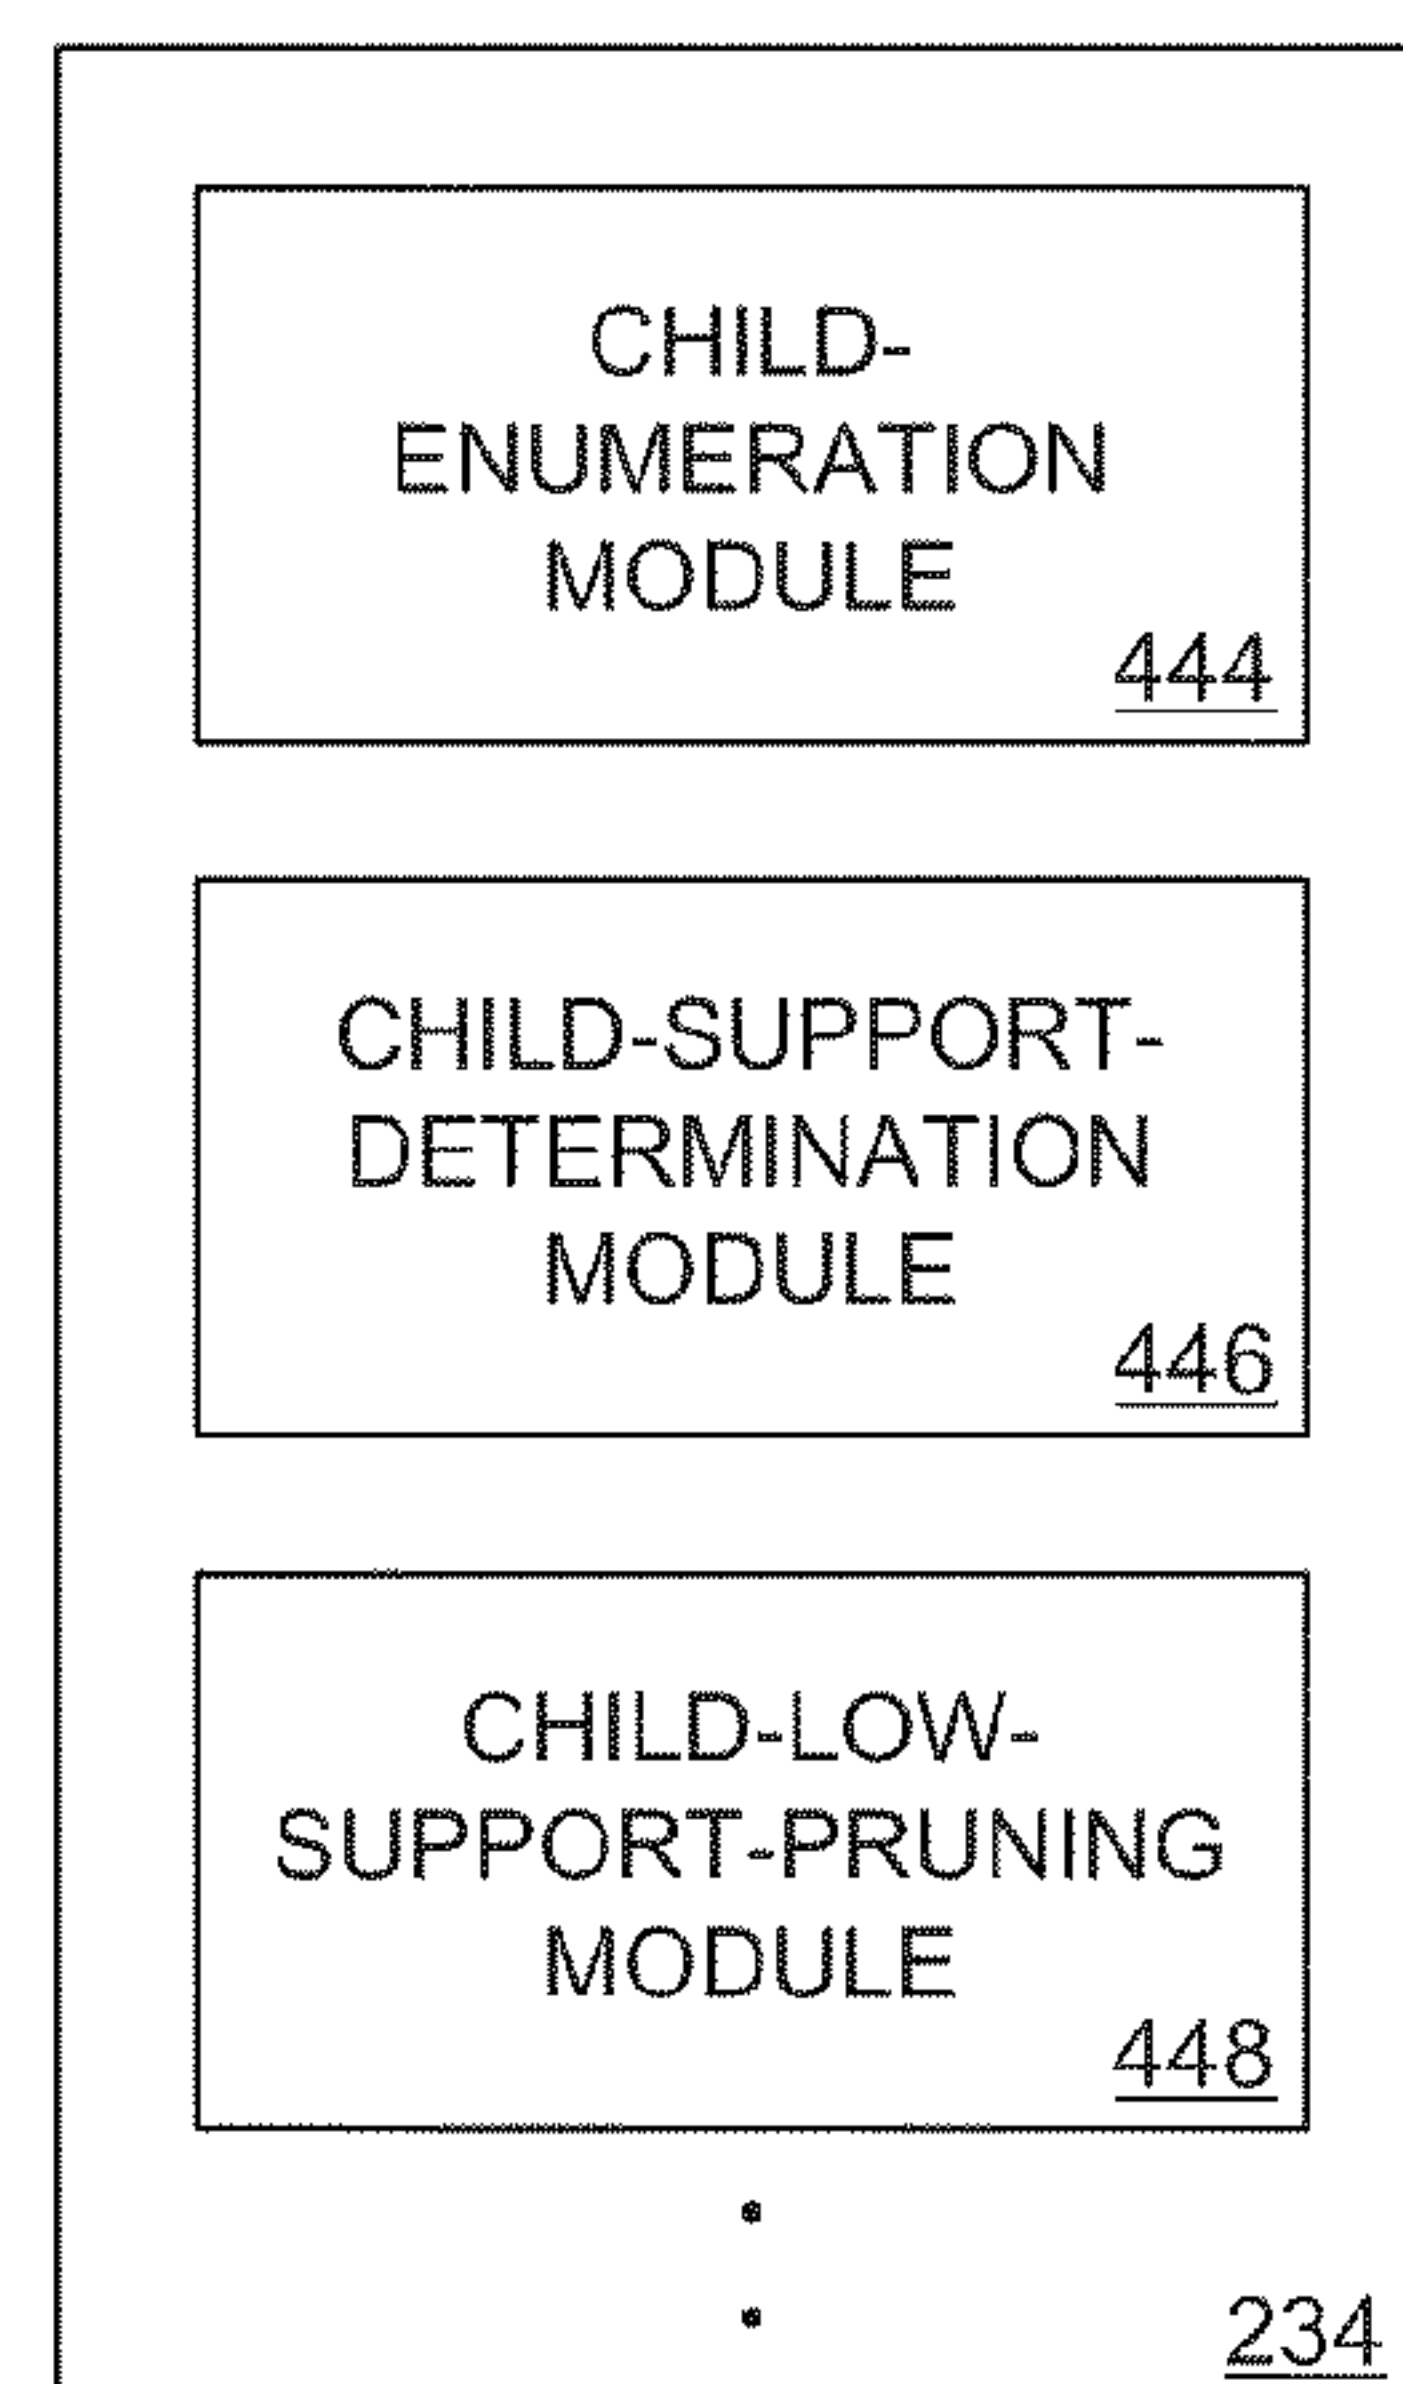 CHILD-
ENUMERATION
MODULE
444
CHILD-SUPPORT-
DETERMINATION
MODULE
446
CHILD-LOW-
SUPPORT-PRUNING
MODULE
448
234